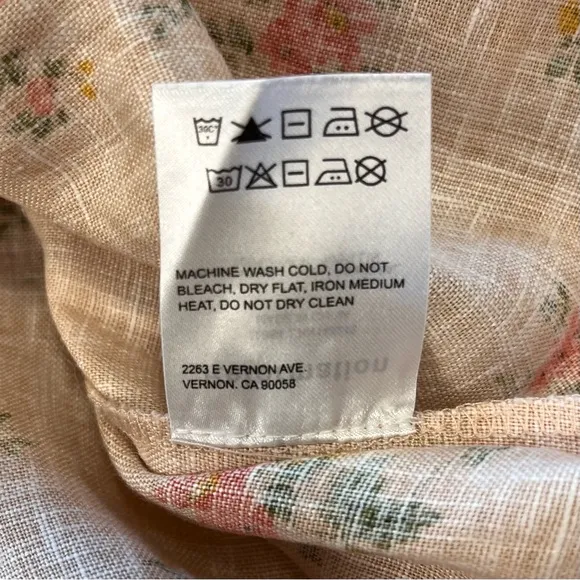 30C°
30
MACHINE WASH COLD, DO NOT
BLEACH, DRY FLAT, IRON MEDIUM
HEAT, DO NOT DRY CLEAN
2263 E VERNON AVE
VERNON. CA 90058